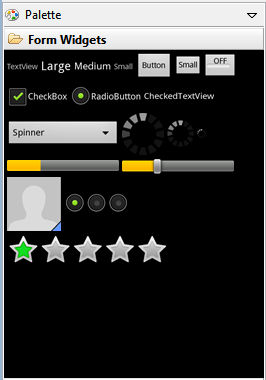 Palette
Form Widgets
TextView Large Medium Small Button Small OFF
CheckBox RadioButton CheckedTextView
Spinner